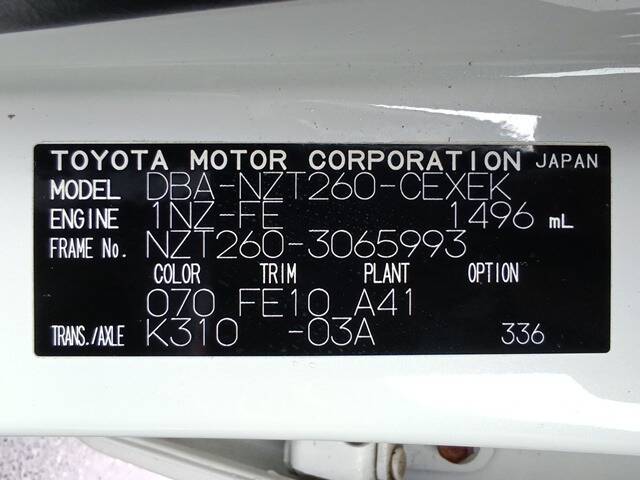 TOYOTA MOTOR CORPORATION JAPAN
MODEL DBA-NZT260-CEXEK
ENGINE 1NZ-FE 1496 mL
FRAME No. NZT260-3065993
COLOR TRIM PLANT OPTION
070 FE10 A41
TRANS./AXLE K310 -03A 336